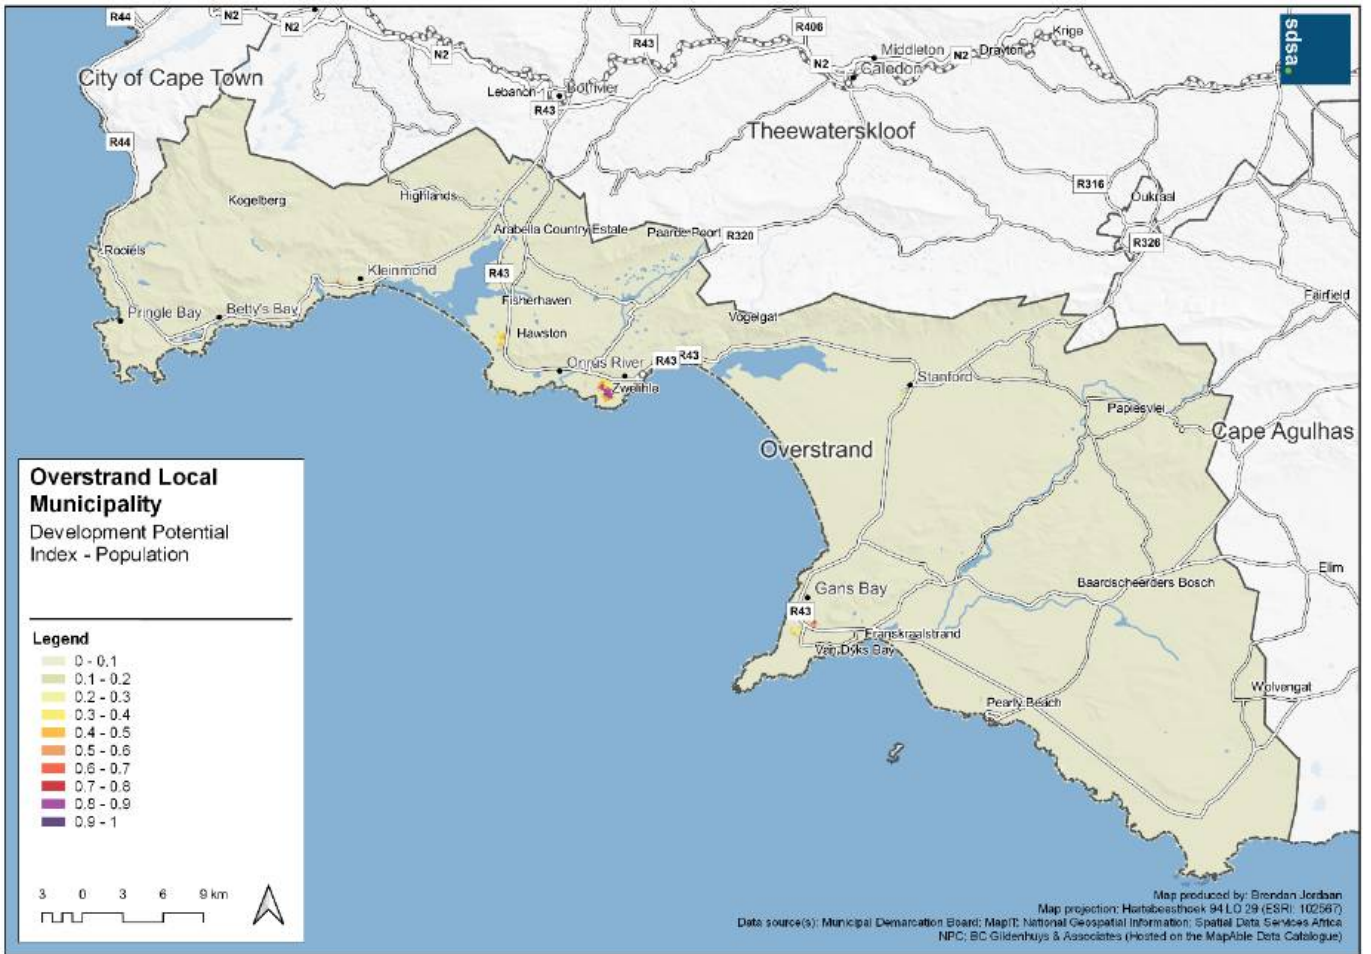 R44
N2
N2
R406
R43
Krige
Middleton
N2
Drayton
N2
N2
sdsa.
City of Cape Town
Caledon
Lebanon
Botrivier
R43
Theewaterskloof
R44
R316
Oukraal
Kogelberg
Highlands
Arabella Country Estate
Paarde Poort
R320
R326
Rooiels
Kleinmond
R43
Fairfield
Pringle Bay
Betty's Bay
Fisherhaven
Vogelgat
Hawston
Onrus River
R43
R43
Stanford
Zwelihle
Papiesvlei
Overstrand
Cape Agulhas
Elim
Gans Bay
Baardscheerders Bosch
R43
Franskraalstrand
Van Dyks Bay
Wolvengat
Pearly Beach
Overstrand Local
Municipality
Development Potential
Index - Population
Legend
0 - 0.1
0.1 - 0.2
0.2 - 0.3
0.3 - 0.4
0.4 - 0.5
0.5 - 0.6
0.6 - 0.7
0.7 - 0.8
0.8 - 0.9
0.9 - 1
3 0 3 6 9 km
Map produced by: Brendan Jordaan
Map projection: Hartebeesthoek 94 LO 29 (ESRI: 102567)
Data source(s): Municipal Demarcation Board; MapIT; National Geospatial Information; Spatial Data Services Africa
NPC; BC Gildenhuys & Associates (Hosted on the MapAble Data Catalogue)